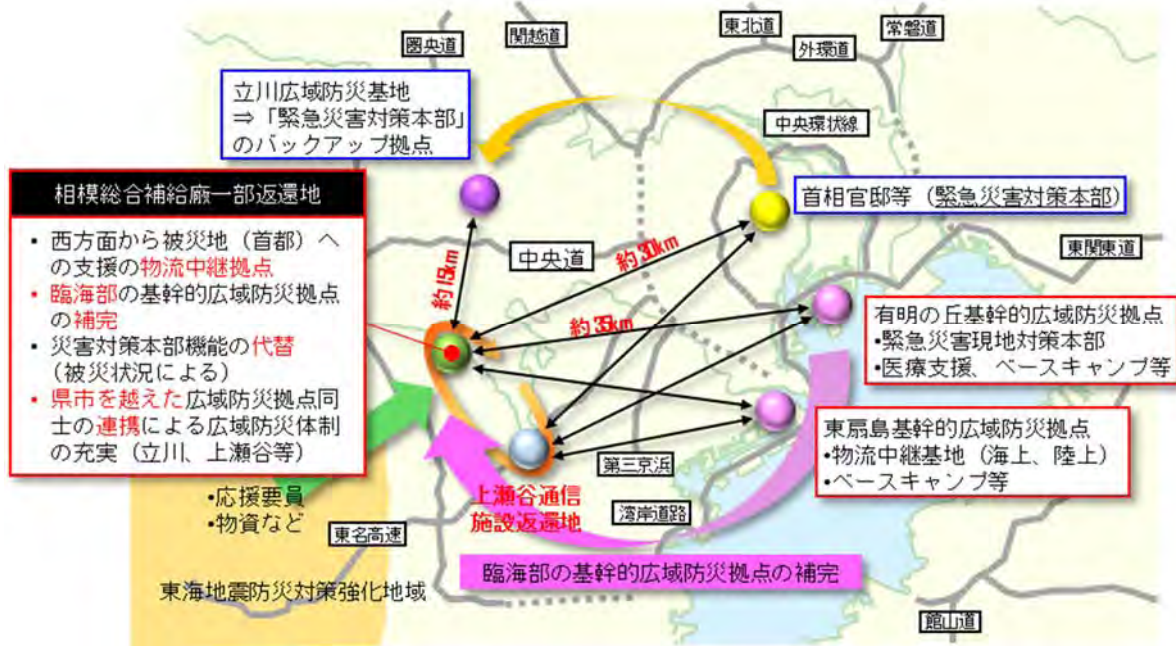 圏央道
関越道
東北道
常磐道
外環道
中央環状線
立川広域防災基地
⇒「緊急災害対策本部」
のバックアップ拠点
首相官邸等(緊急災害対策本部)
相模総合補給廠一部返還地
• 西方面から被災地(首都)へ
の支援の物流中継拠点
• 臨海部の基幹的広域防災拠点
の補完
• 災害対策本部機能の代替
(被災状況による)
• 県市を越えた広域防災拠点同
士の連携による広域防災体制
の充実(立川、上瀬谷等)
中央道
約15km
約30km
約35km
東関東道
有明の丘基幹的広域防災拠点
•緊急災害現地対策本部
•医療支援、ベースキャンプ等
東扇島基幹的広域防災拠点
•物流中継基地(海上、陸上)
•ベースキャンプ等
第三京浜
上瀬谷通信
施設返還地
•応援要員
•物資など
湾岸道路
東名高速
臨海部の基幹的広域防災拠点の補完
東海地震防災対策強化地域
館山道